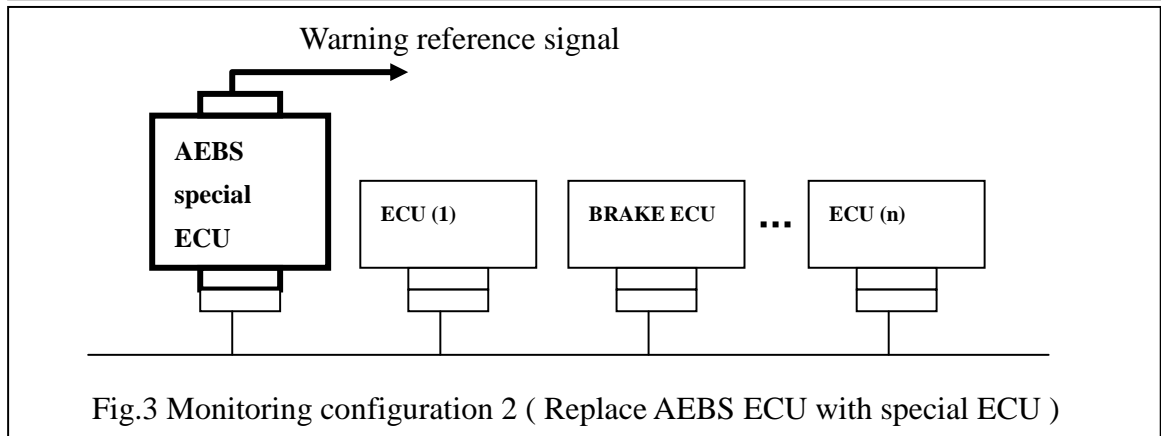 Warning reference signal
AEBS
special
ECU
ECU (1)
BRAKE ECU
...
ECU (n)
Fig.3 Monitoring configuration 2 ( Replace AEBS ECU with special ECU )